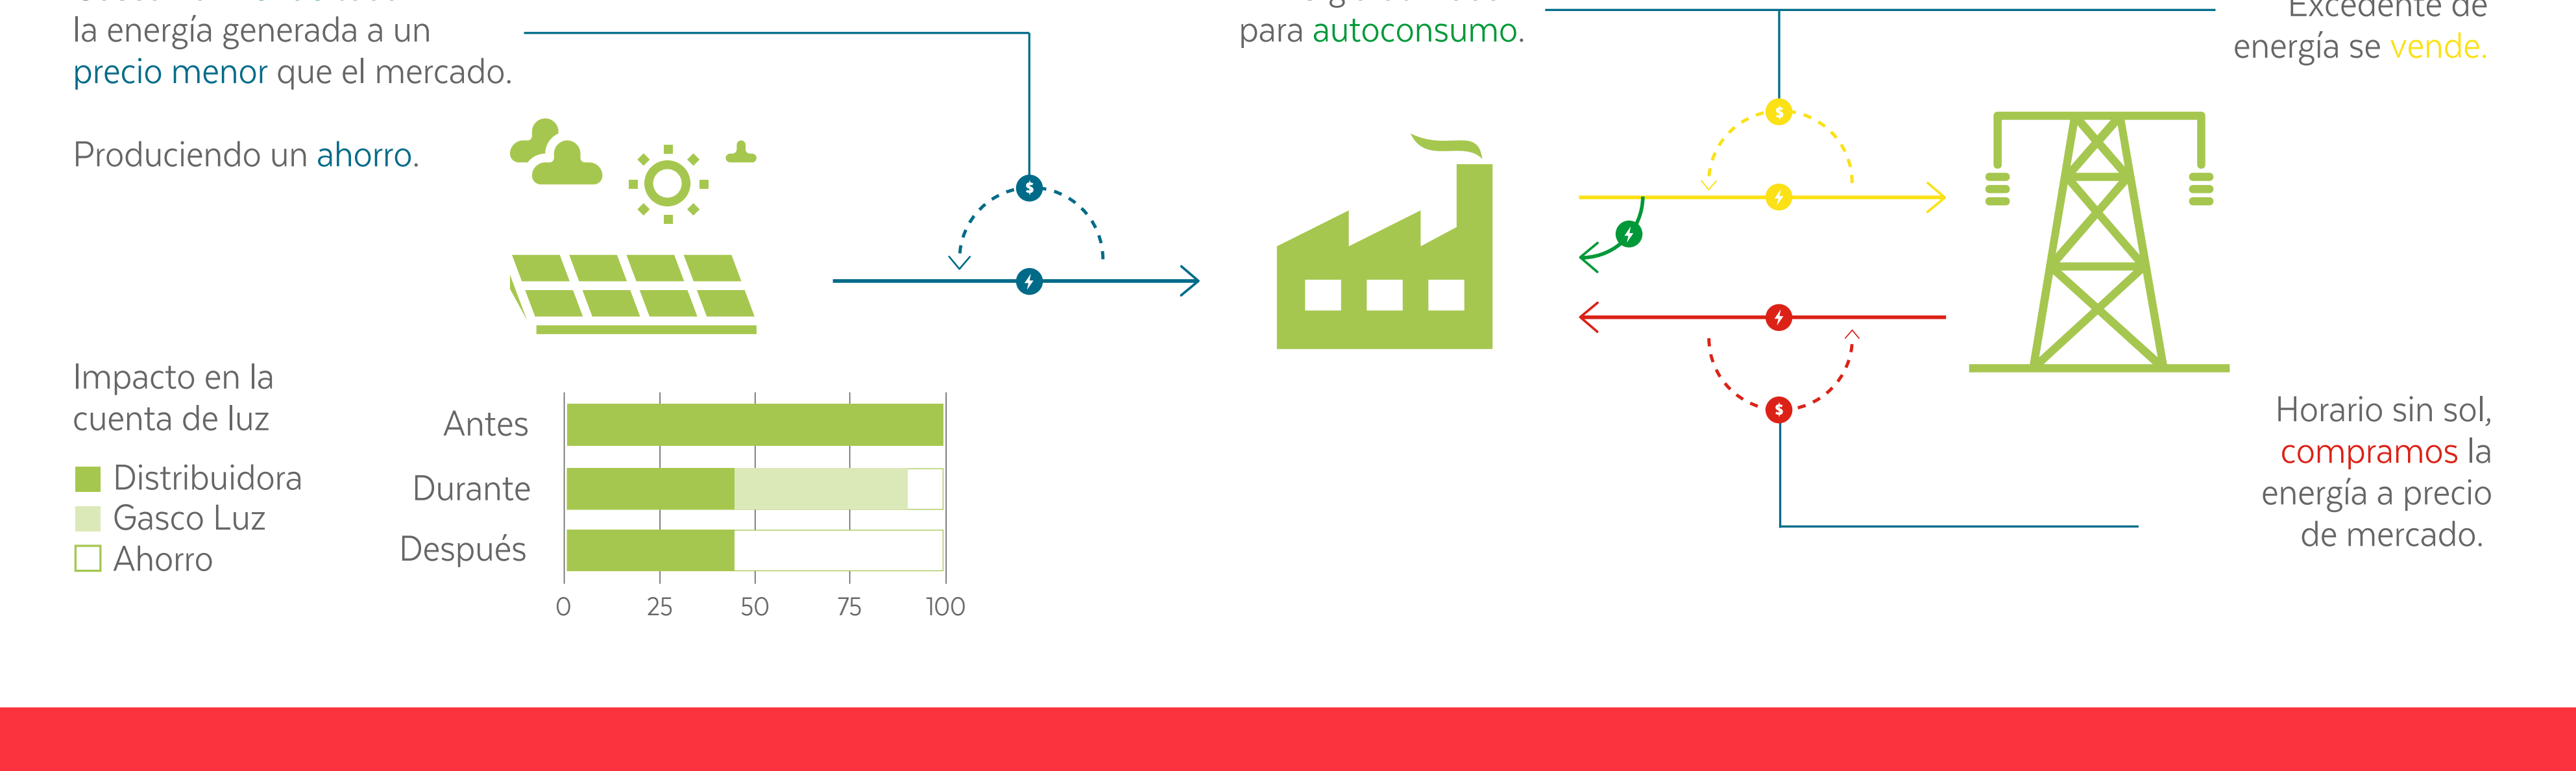 la energía generada a un
precio menor que el mercado.
Produciendo un ahorro.
para autoconsumo.
Excedente de
energía se vende.
Impacto en la
cuenta de luz
Distribuidora
Gasco Luz
Ahorro
Antes
Durante
Después
0 25 50 75 100
Horario sin sol,
compramos la
energía a precio
de mercado.